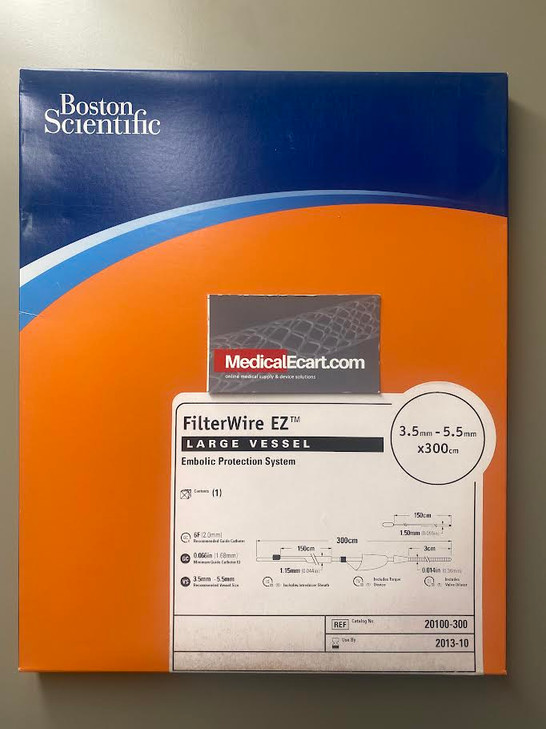 Boston
Scientific
MedicalEcart.com
online medical supply & device solutions
FilterWire EZ™
LARGE VESSEL
Embolic Protection System
3.5mm - 5.5mm
x300cm
Contents (1)
6F (2.0mm)
Recommended Guide Catheter
0.066in (1.68mm)
Minimum Guide Catheter ID
3.5mm - 5.5mm
Recommended Vessel Size
150cm
1.50mm
300cm
150cm
3cm
1.15mm (0.044in)
0.014in
Includes Introducer Sheath
Includes Torque
Device
Includes
REF Catalog No. 20100-300
Use By 2013-10